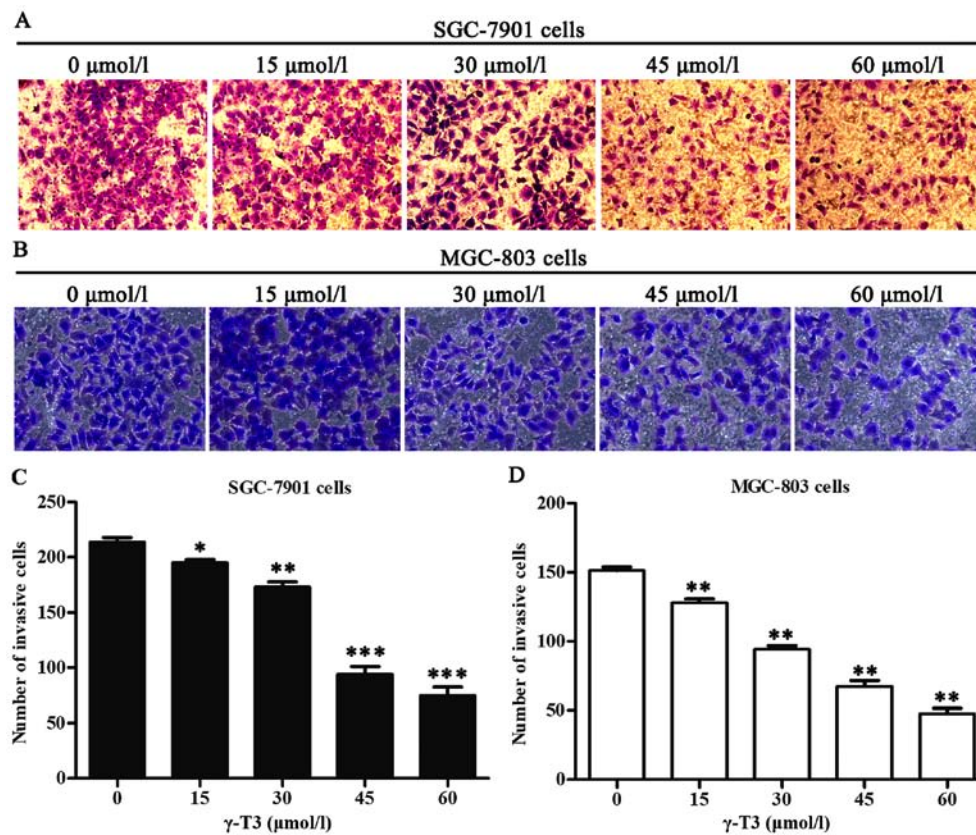 A
SGC-7901 cells
0 μmol/l 15 μmol/l 30 μmol/l 45 μmol/l 60 μmol/l
B
MGC-803 cells
0 μmol/l 15 μmol/l 30 μmol/l 45 μmol/l 60 μmol/l
C
SGC-7901 cells
Number of invasive cells
250
200
150
100
50
0
*
**
***
***
0 15 30 45 60
γ-T3 (μmol/l)
D
MGC-803 cells
Number of invasive cells
200
150
100
50
0
**
**
**
**
0 15 30 45 60
γ-T3 (μmol/l)